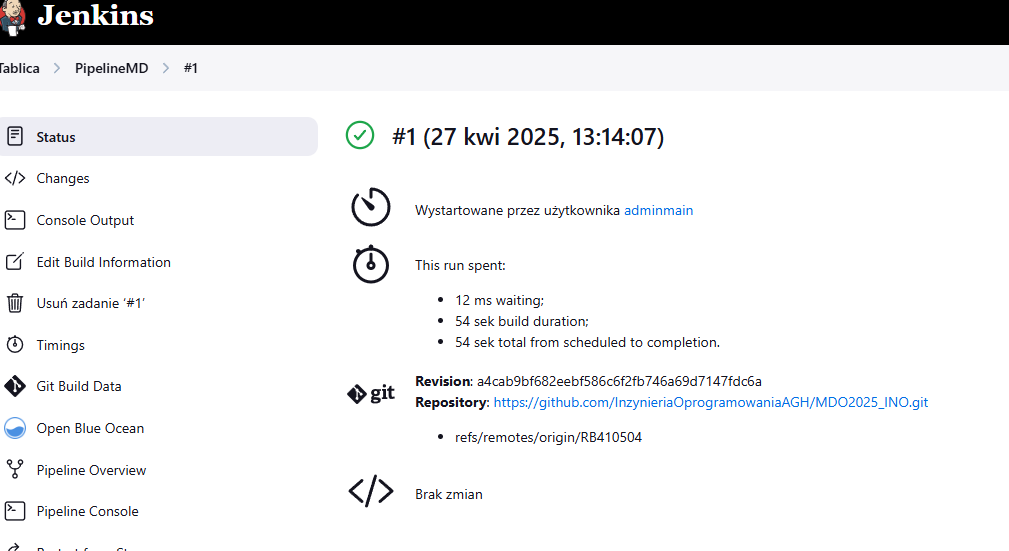 Jenkins
Tablica > PipelineMD > #1
Status
Changes
Console Output
Edit Build Information
Usuń zadanie ‘#1’
Timings
Git Build Data
Open Blue Ocean
Pipeline Overview
Pipeline Console
#1 (27 kwi 2025, 13:14:07)
Wystartowane przez użytkownika adminmain
This run spent:
• 12 ms waiting;
• 54 sek build duration;
• 54 sek total from scheduled to completion.
git
Revision: a4cab9bf682eebf586c6f2fb746a69d7147fdc6a
Repository: https://github.com/InzynieriaOprogramowaniaAGH/MDO2025_INO.git
• refs/remotes/origin/RB410504
Brak zmian